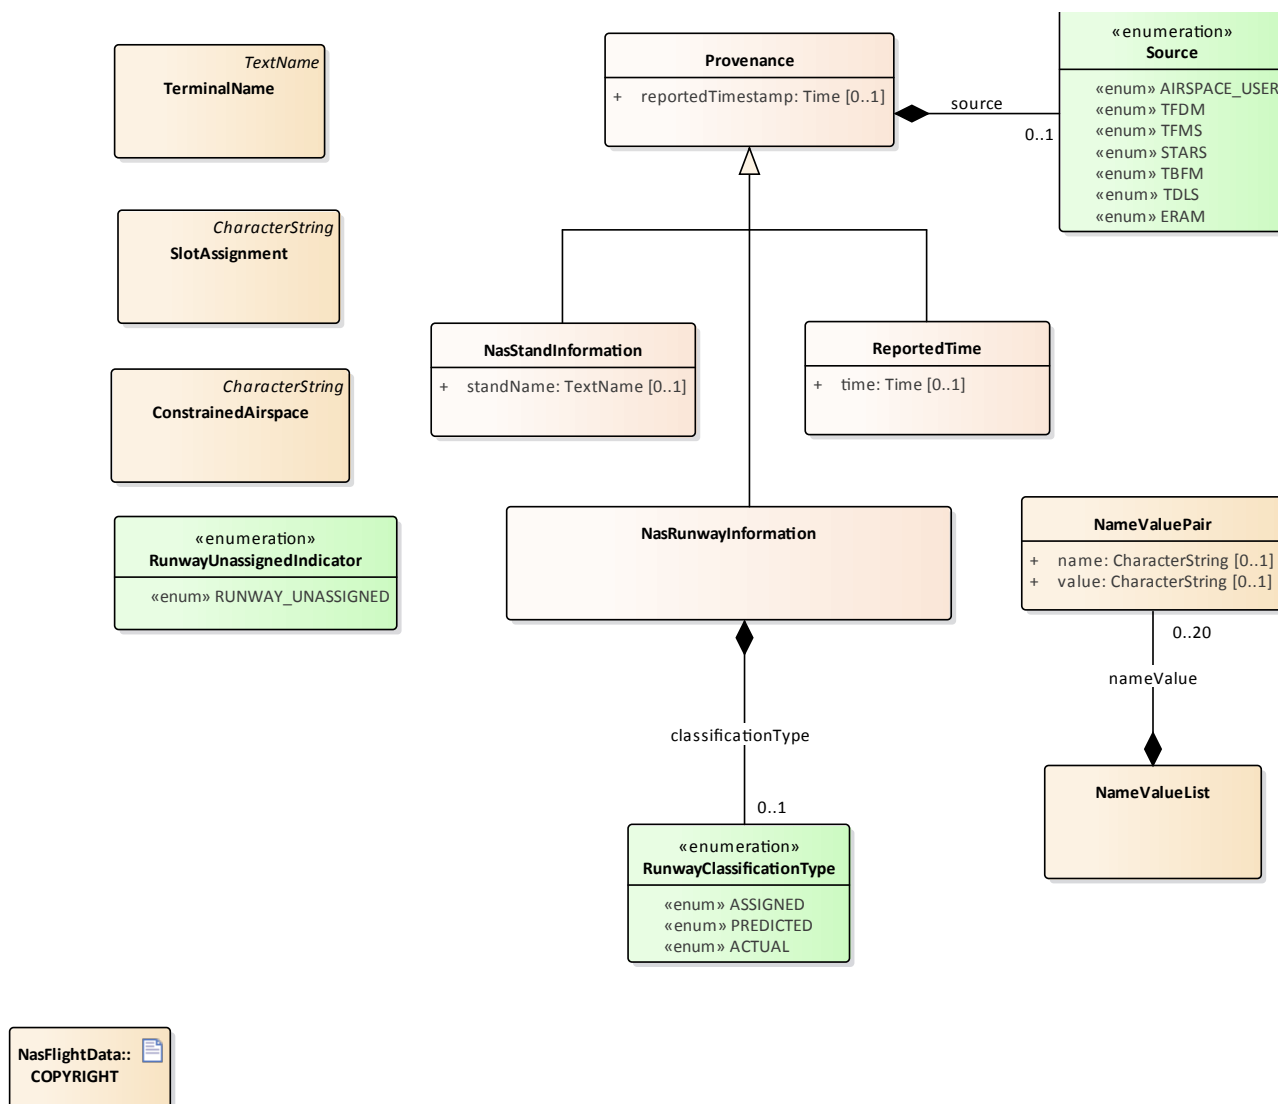 TextName
TerminalName
CharacterString
SlotAssignment
CharacterString
ConstrainedAirspace
«enumeration»
RunwayUnassignedIndicator
«enum» RUNWAY_UNASSIGNED
Provenance
+ reportedTimestamp: Time [0..1]
source
0..1
«enumeration»
Source
«enum» AIRSPACE_USER
«enum» TFDM
«enum» TFMS
«enum» STARS
«enum» TBFM
«enum» TDLS
«enum» ERAM
NasStandInformation
+ standName: TextName [0..1]
ReportedTime
+ time: Time [0..1]
NasRunwayInformation
classificationType
0..1
«enumeration»
RunwayClassificationType
«enum» ASSIGNED
«enum» PREDICTED
«enum» ACTUAL
NameValuePair
+ name: CharacterString [0..1]
+ value: CharacterString [0..1]
0..20
nameValue
NameValueList
NasFlightData::
COPYRIGHT